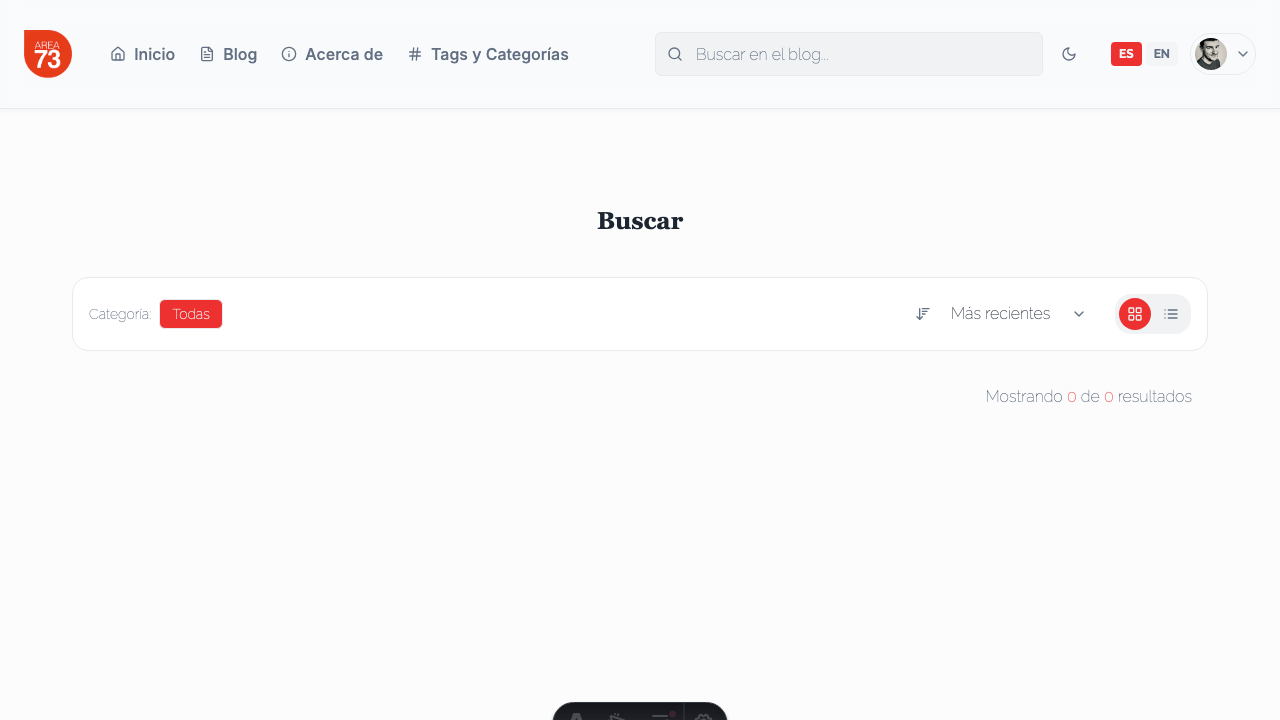 AREA
73
Inicio
Blog
Acerca de
Tags y Categorías
Buscar en el blog...
ES
EN
Buscar
Categoría:
Todas
Más recientes
Mostrando 0 de 0 resultados